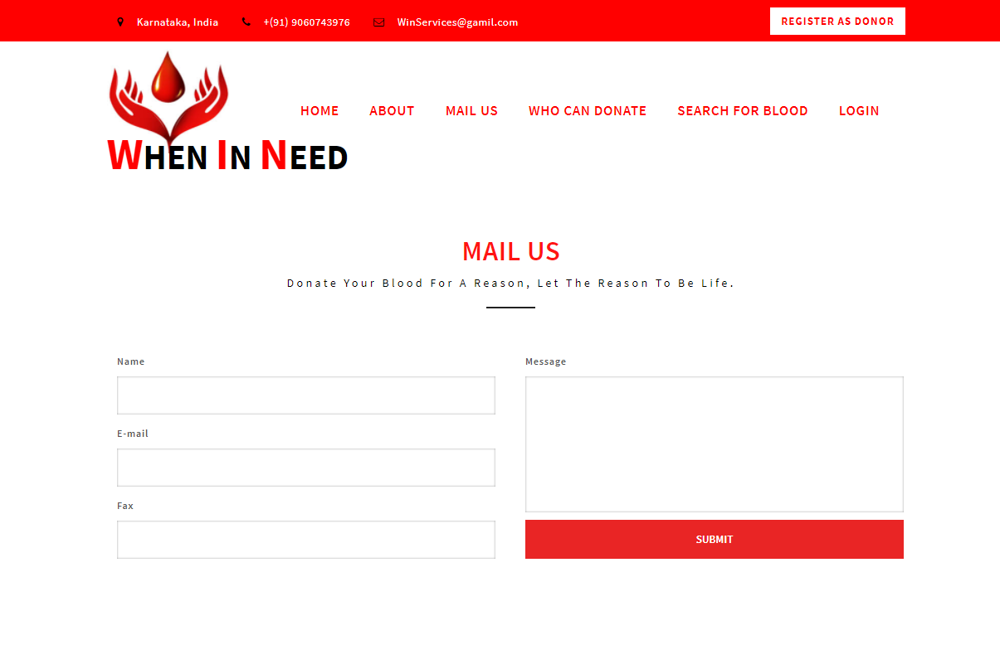 Karnataka, India +(91) 9060743976 WinServices@gamil.com REGISTER AS DONOR
HOME ABOUT MAIL US WHO CAN DONATE SEARCH FOR BLOOD LOGIN
WHEN IN NEED
MAIL US
Donate Your Blood For A Reason, Let The Reason To Be Life.
Name
E-mail
Fax
Message
SUBMIT